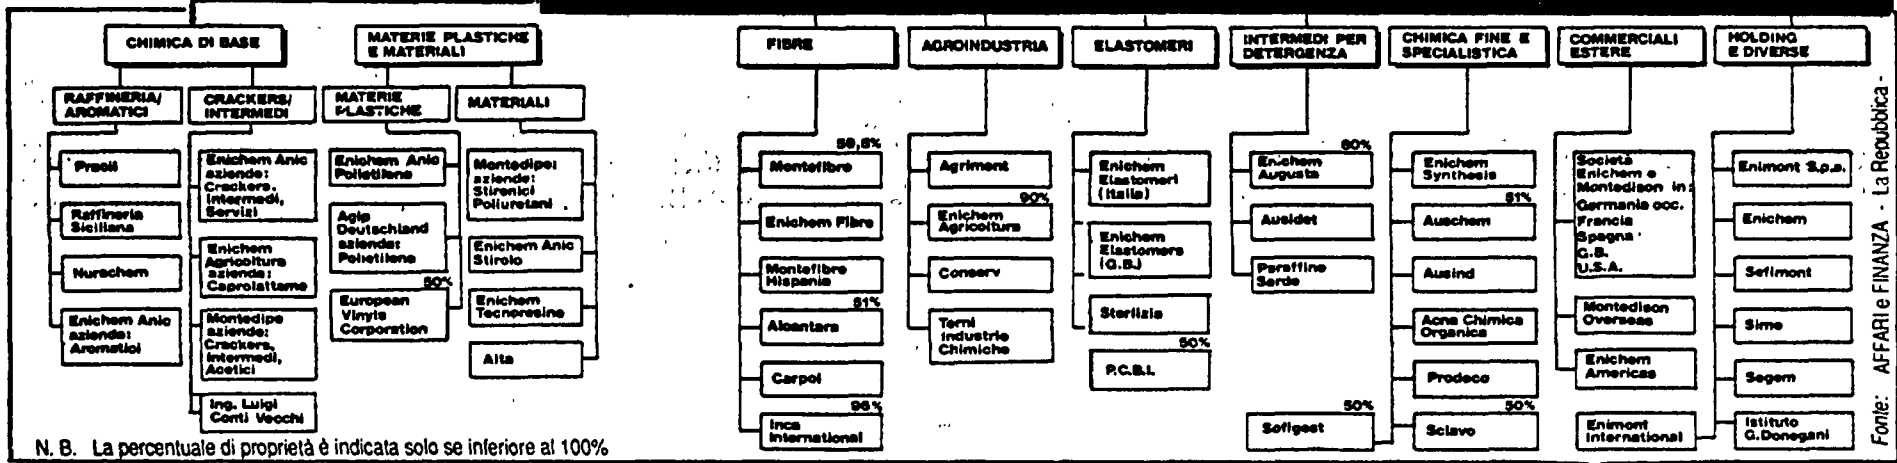 CHIMICA DI BASE
MATERIE PLASTICHE
E MATERIALI
FIBRE
AGROINDUSTRIA
ELASTOMERI
INTERMEDI PER
DETERGENZA
CHIMICA FINE E
SPECIALISTICA
COMMERCIALI
ESTERE
HOLDING
E DIVERSE
RAFFINERIA/
AROMATICI
CRACKERS/
INTERMEDI
MATERIE
PLASTICHE
MATERIALI
Praoil
Raffineria
Siciliana
Nurachem
Enichem Anic
azienda:
Aromatici
Enichem Anic
aziende:
Crackers,
Intermedi,
Servizi
Enichem
Agricoltura
azienda:
Caprolattame
Montedipe
aziende:
Crackers,
Intermedi,
Acetici
Ing. Luigi
Conti Vecchi
Enichem Anic
Polietilene
Agip
Deutschland
azienda:
Polietilene
50%
European
Vinyls
Corporation
Montedipe:
aziende:
Stirenici
Poliuretani
Enichem Anic
Stirolo
Enichem
Tecnoresine
Alta
Montefibre
Enichem Fibre
Montefibre
Hispania
51%
Alcantara
Carpol
96%
Inca
International
Agrimont
90%
Enichem
Agricoltura
Conserv
Terni
Industrie
Chimiche
Enichem
Elastomeri
(Italia)
Enichem
Elastomers
(G.B.)
Sterlizia
50%
P.C.B.I.
60%
Enichem
Augusta
Ausidet
Paraffine
Sarde
50%
Sofigest
Enichem
Synthesis
51%
Auschem
Ausind
Acna Chimica
Organica
Prodeco
50%
Sclavo
Società
Enichem e
Montedison in:
Germania occ.
Francia
Spagna
G.B.
U.S.A.
Montedison
Overseas
Enichem
Americas
Enimont
International
Enimont S.p.a.
Enichem
Sefimont
Sime
Segem
Istituto
G.Donegani
N. B. La percentuale di proprietà è indicata solo se inferiore al 100%
Fonte: AFFARI e FINANZA - La Repubblica -